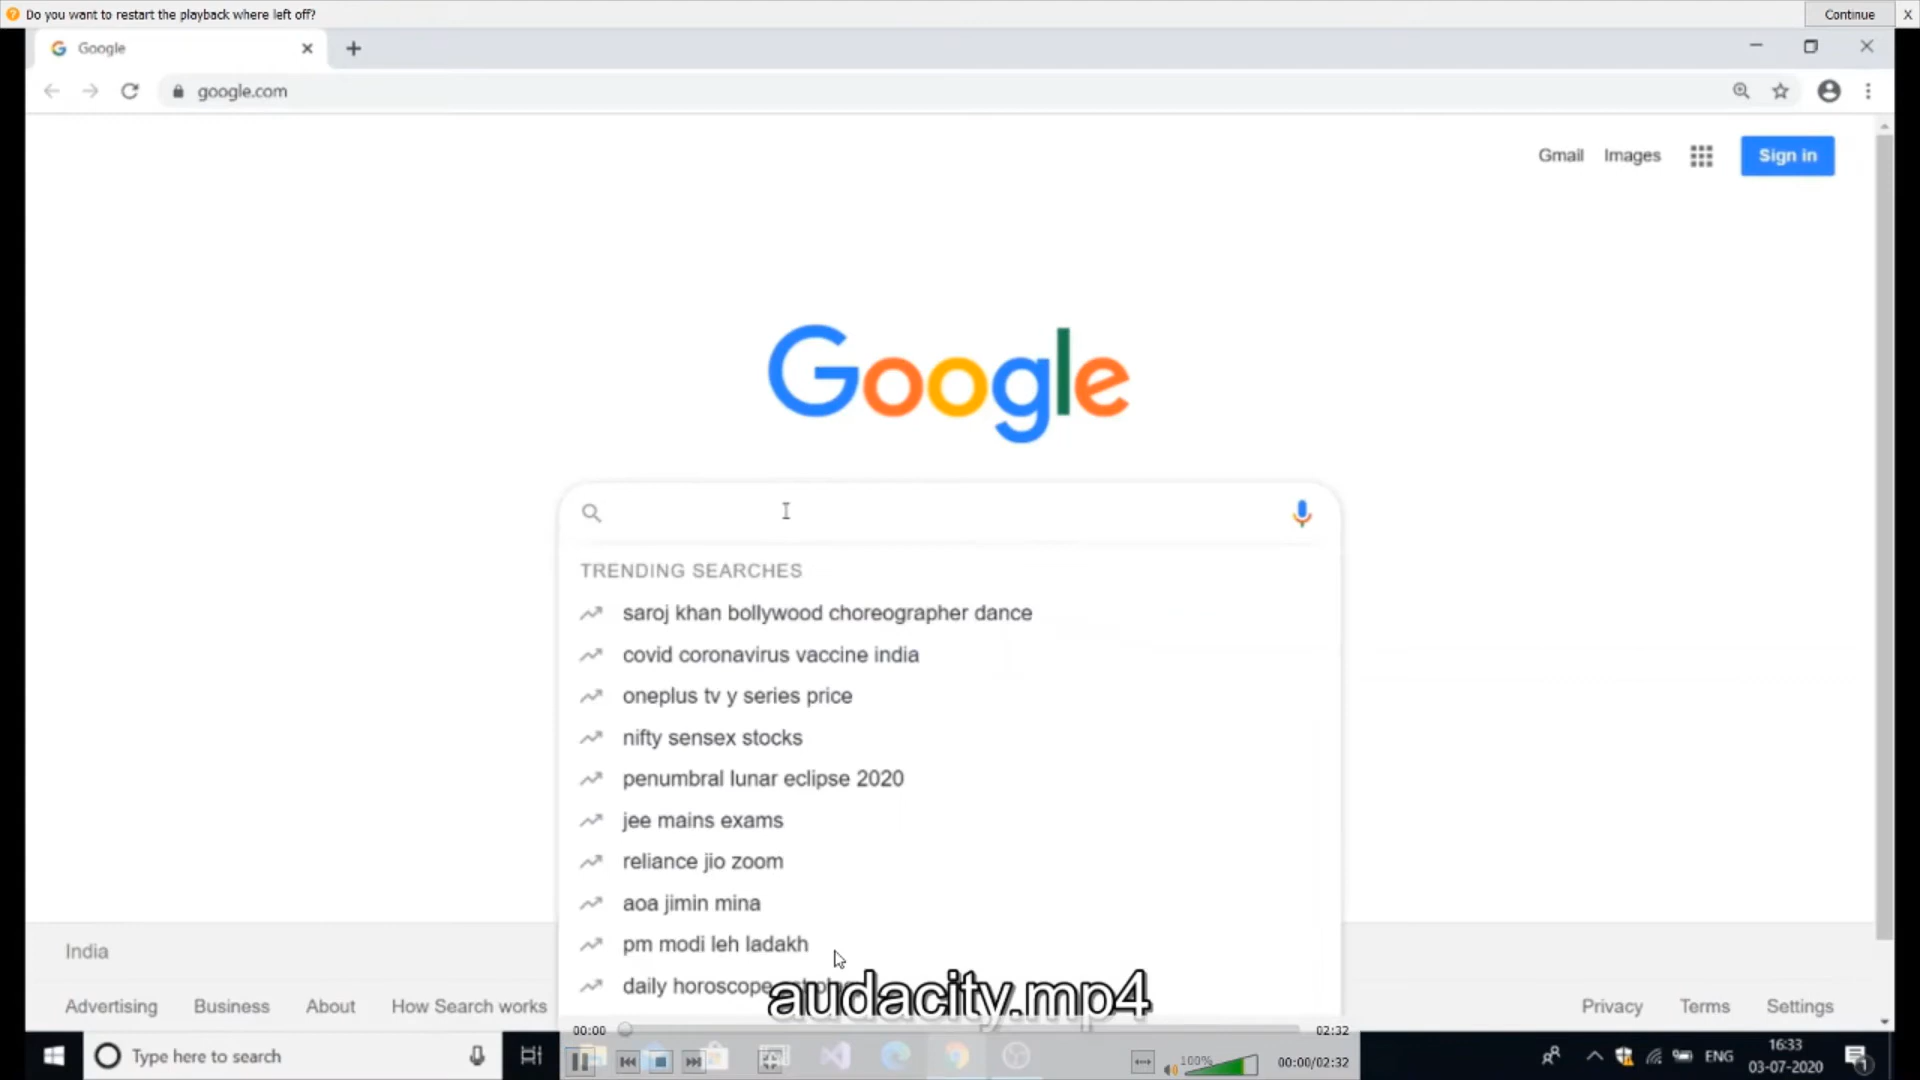 Do you want to restart the playback where left off?
Continue
X
Google
google.com
Gmail
Images
Sign in
Google
TRENDING SEARCHES
saroj khan bollywood choreographer dance
covid coronavirus vaccine india
oneplus tv y series price
nifty sensex stocks
penumbral lunar eclipse 2020
jee mains exams
reliance jio zoom
aoa jimin mina
pm modi leh ladakh
daily horoscope
audacity.mp4
India
Advertising
Business
About
How Search works
Privacy
Terms
Settings
00:00
02:32
Type here to search
100%
00:00/02:32
ENG
16:33
03-07-2020
1